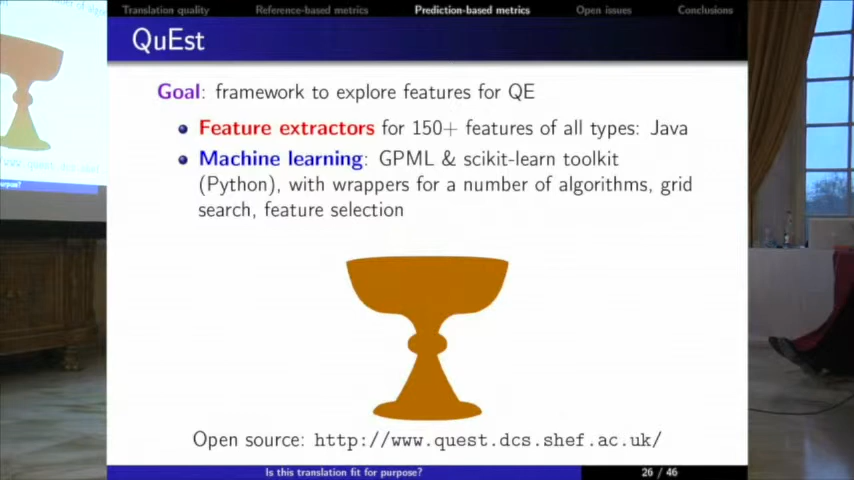 Translation quality Reference-based metrics Prediction-based metrics Open issues Conclusions
QuEst
Goal: framework to explore features for QE
Feature extractors for 150+ features of all types: Java
Machine learning: GPML & scikit-learn toolkit
(Python), with wrappers for a number of algorithms, grid
search, feature selection
Open source: http://www.quest.dcs.shef.ac.uk/
Is this translation fit for purpose? 26 / 46